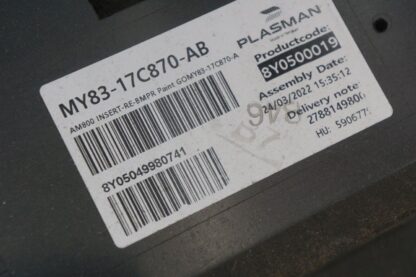 PLASMAN
MY83-17C870-AB
Productcode:
8Y0500019
AM800 INSERT-RE-BMPR Paint GOMY83-17C870-A
Assembly Date:
24/03/2022 15:35:12
Delivery note:
278814980
HU: 590677
8Y05049980741